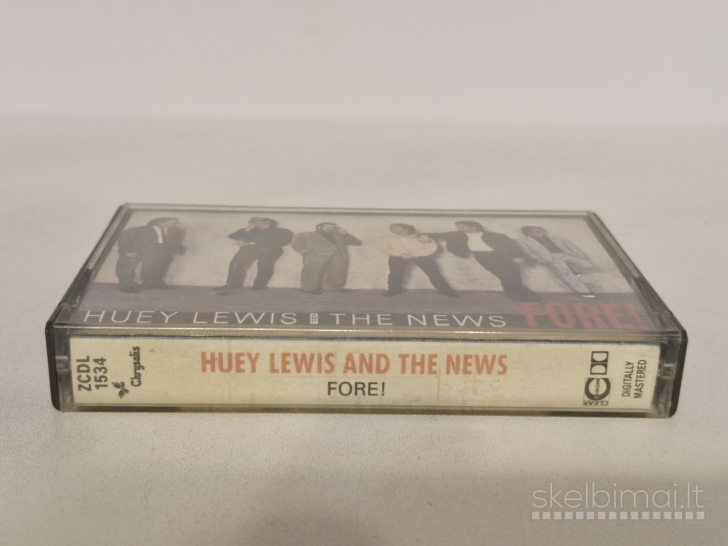 HUEY LEWIS AND THE NEWS FORE!
ZCDL
1534
Chrysalis
HUEY LEWIS AND THE NEWS
FORE!
CLEAR
DIGITALLY
MASTERED
skelbimai.lt